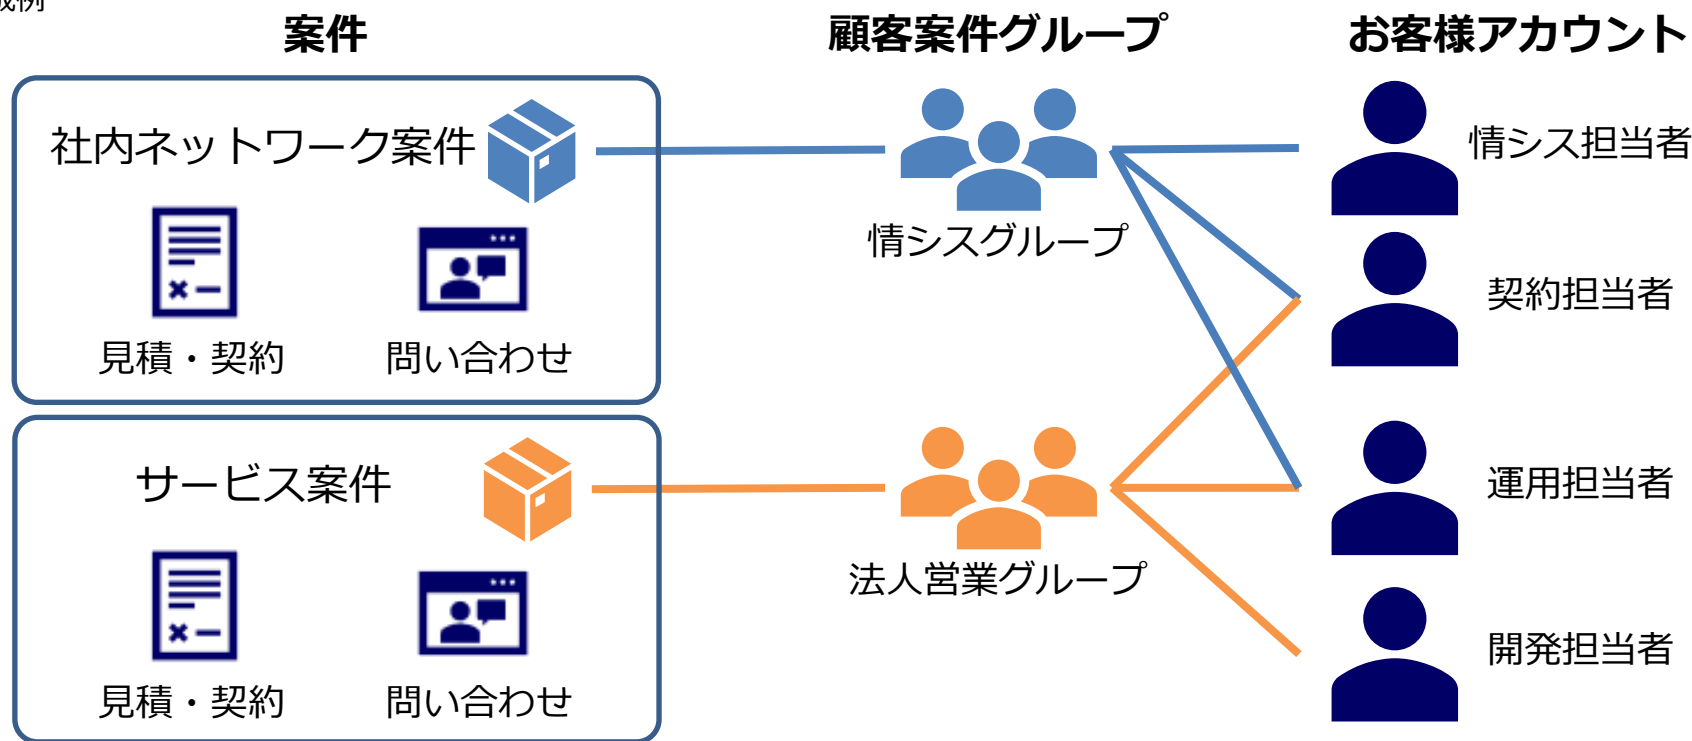 案件
顧客案件グループ
お客様アカウント
社内ネットワーク案件
見積・契約
問い合わせ
情シスグループ
情シス担当者
契約担当者
サービス案件
見積・契約
問い合わせ
法人営業グループ
運用担当者
開発担当者